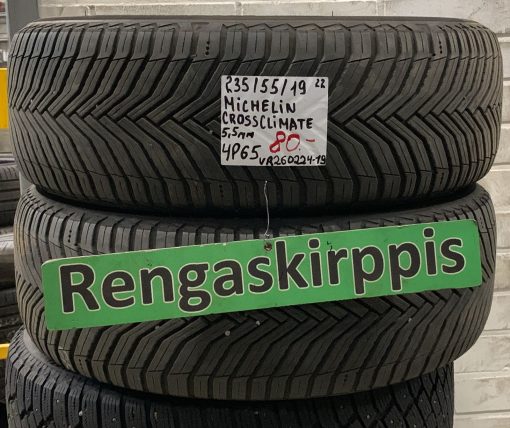 235/55/19 22
MiCHELiN
CROSSCLiMATE
5,5mm 80.-
4P65 VR260224-19
Rengaskirppis